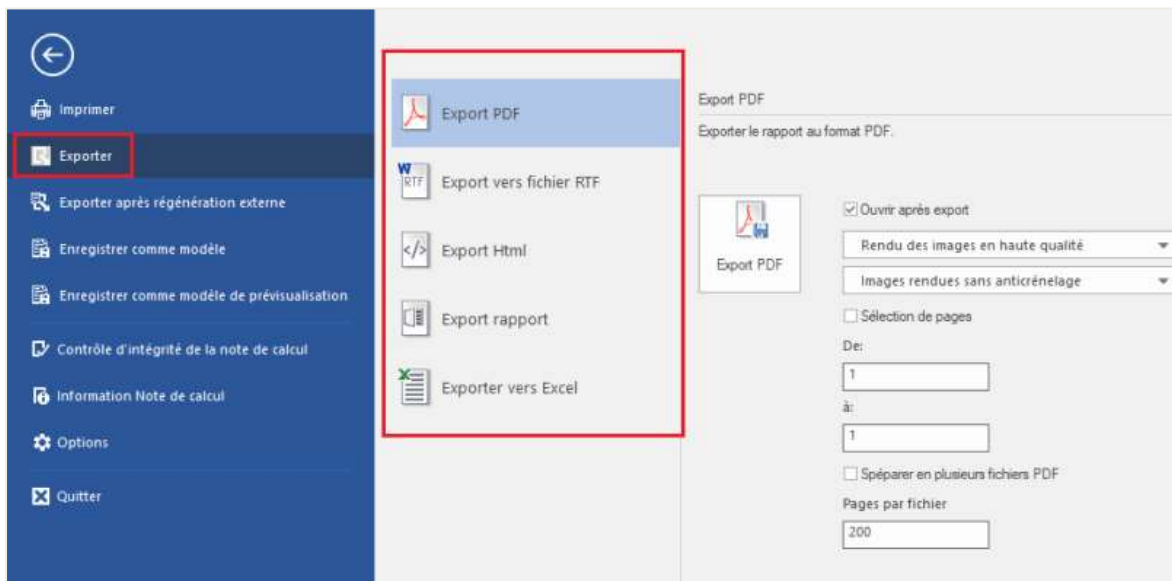 Imprimer
Exporter
Exporter après régénération externe
Enregistrer comme modèle
Enregistrer comme modèle de prévisualisation
Contrôle d'intégrité de la note de calcul
Information Note de calcul
Options
Quitter
Export PDF
W
RTF
Export vers fichier RTF
</>
Export Html
Export rapport
Exporter vers Excel
Export PDF
Exporter le rapport au format PDF.
Export PDF
Ouvrir après export
Rendu des images en haute qualité
Images rendues sans anticrénelage
Sélection de pages
De:
1
à:
1
Spéparer en plusieurs fichiers PDF
Pages par fichier
200